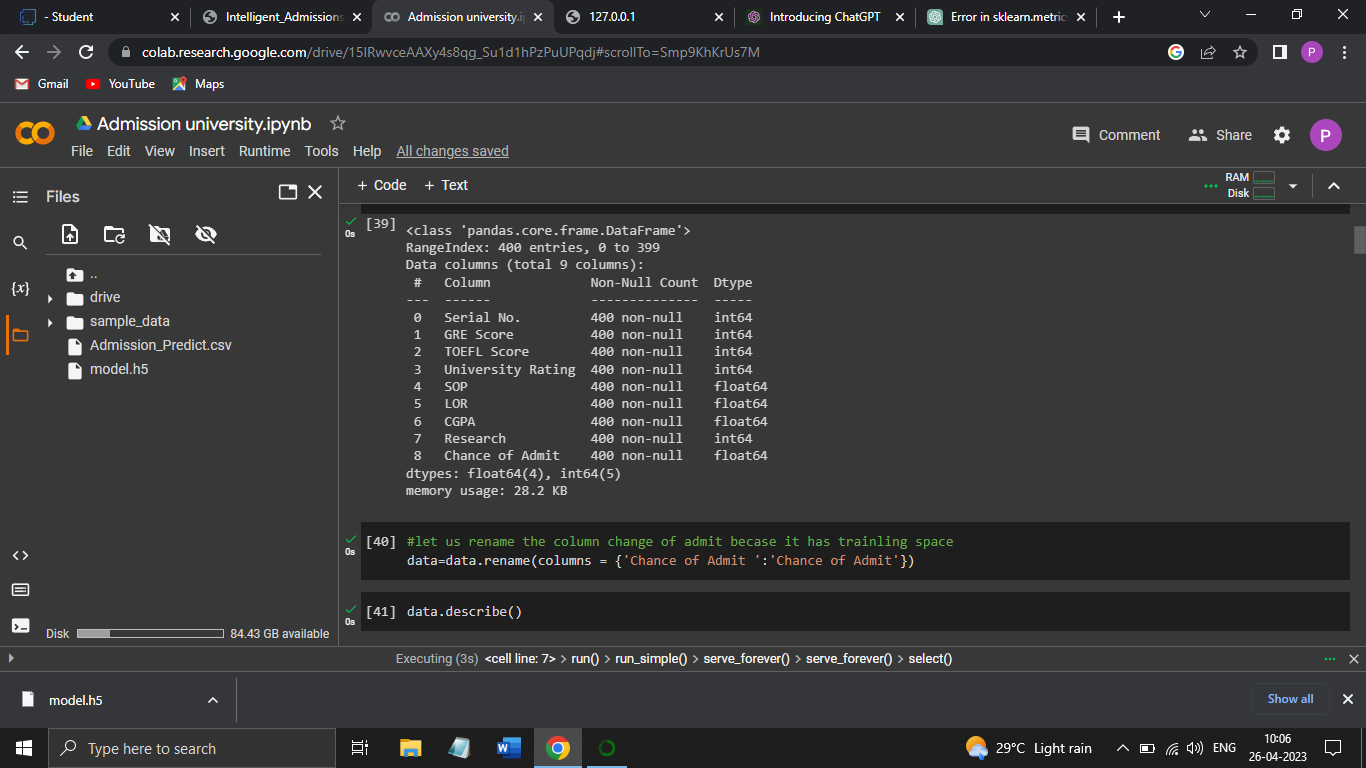 - Student
Intelligent_Admissions
Admission university.i
127.0.0.1
Introducing ChatGPT
Error in sklearn.metric
colab.research.google.com/drive/15lRwvceAAXy4s8qg_Su1d1hPzPuUPqdj#scrollTo=Smp9KhKrUs7M
P
Gmail
YouTube
Maps
Admission university.ipynb
File Edit View Insert Runtime Tools Help All changes saved
Comment
Share
P
Files
+ Code + Text
RAM
Disk
..
drive
sample_data
Admission_Predict.csv
model.h5
{x}
Disk
84.43 GB available
[39]
0s
<class 'pandas.core.frame.DataFrame'>
RangeIndex: 400 entries, 0 to 399
Data columns (total 9 columns):
# Column Non-Null Count Dtype
--- ------ -------------- -----
0 Serial No. 400 non-null int64
1 GRE Score 400 non-null int64
2 TOEFL Score 400 non-null int64
3 University Rating 400 non-null int64
4 SOP 400 non-null float64
5 LOR 400 non-null float64
6 CGPA 400 non-null float64
7 Research 400 non-null int64
8 Chance of Admit 400 non-null float64
dtypes: float64(4), int64(5)
memory usage: 28.2 KB
[40] #let us rename the column change of admit becase it has trainling space
0s
data=data.rename(columns = {'Chance of Admit ':'Chance of Admit'})
[41] data.describe()
0s
Executing (3s) <cell line: 7> > run() > run_simple() > serve_forever() > serve_forever() > select()
model.h5
Show all
Type here to search
29°C Light rain
ENG
10:06
26-04-2023